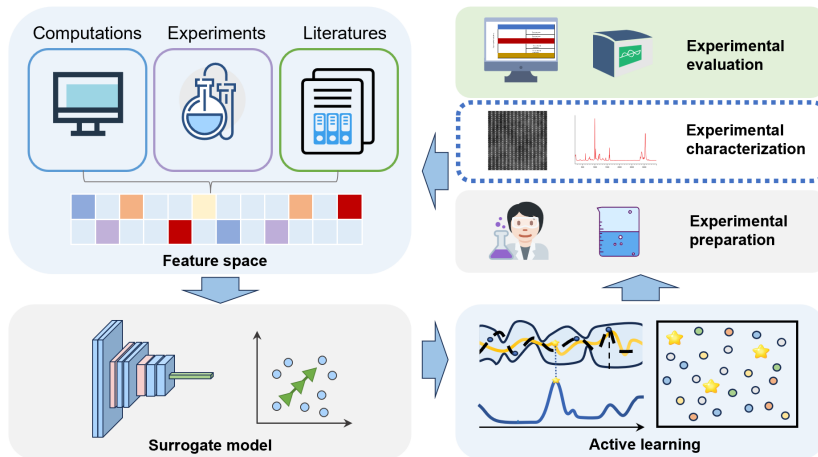 Computations
Experiments
Literatures
Feature space
Surrogate model
Experimental
evaluation
Experimental
characterization
Experimental
preparation
Active learning